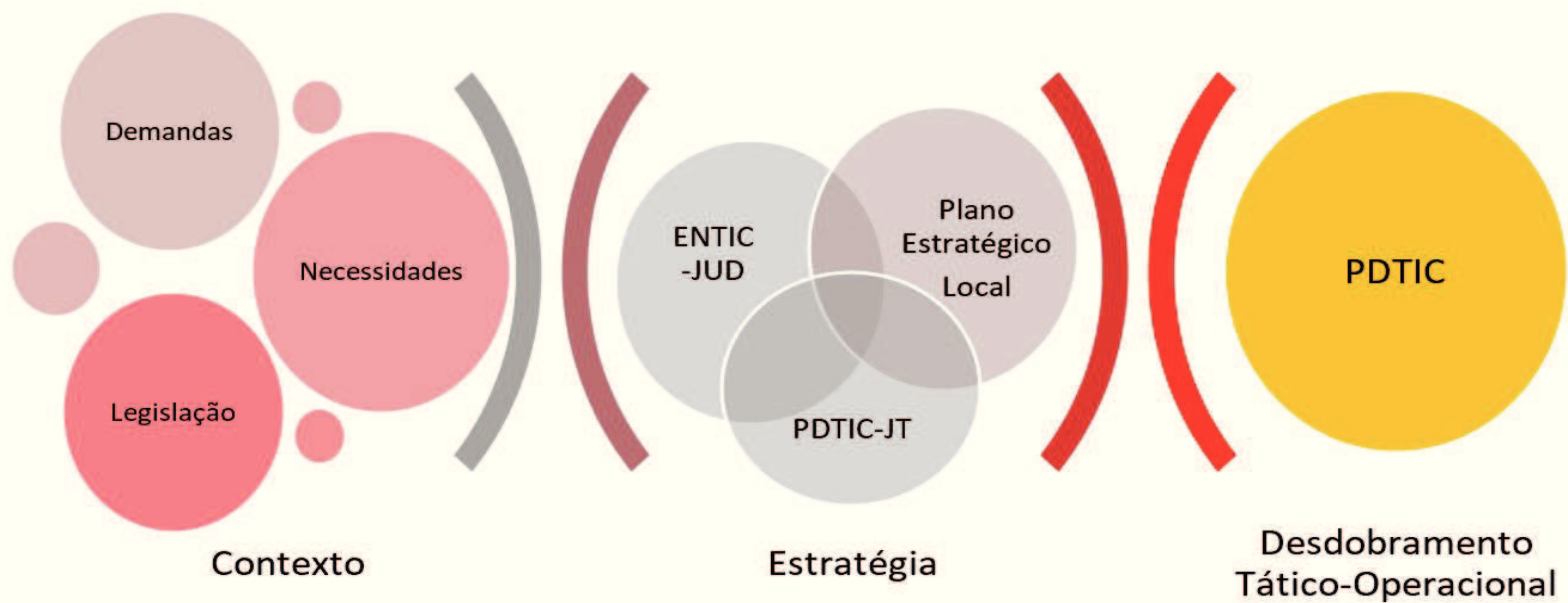 Demandas
Necessidades
Legislação
Contexto
ENTIC
-JUD
Plano
Estratégico
Local
PDTIC-JT
Estratégia
PDTIC
Desdobramento
Tático-Operacional